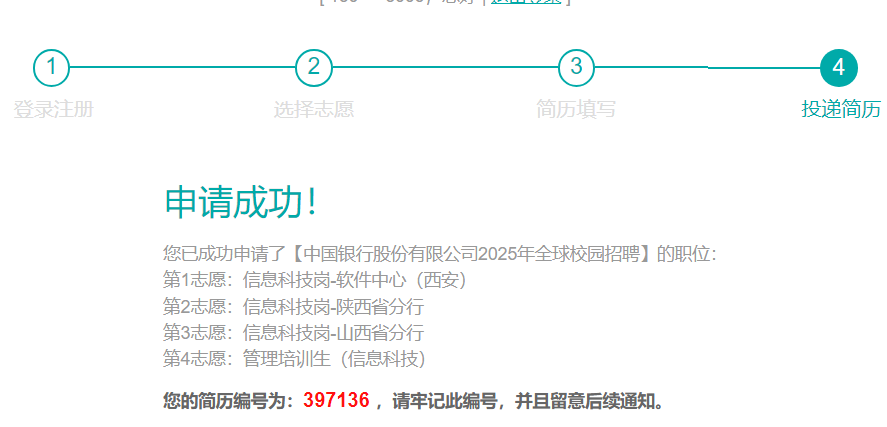 1
2
3
4
登录注册
选择志愿
简历填写
投递简历
申请成功！
您已成功申请了【中国银行股份有限公司2025年全球校园招聘】的职位：
第1志愿：信息科技岗-软件中心（西安）
第2志愿：信息科技岗-陕西省分行
第3志愿：信息科技岗-山西省分行
第4志愿：管理培训生（信息科技）
您的简历编号为：397136 ，请牢记此编号，并且留意后续通知。